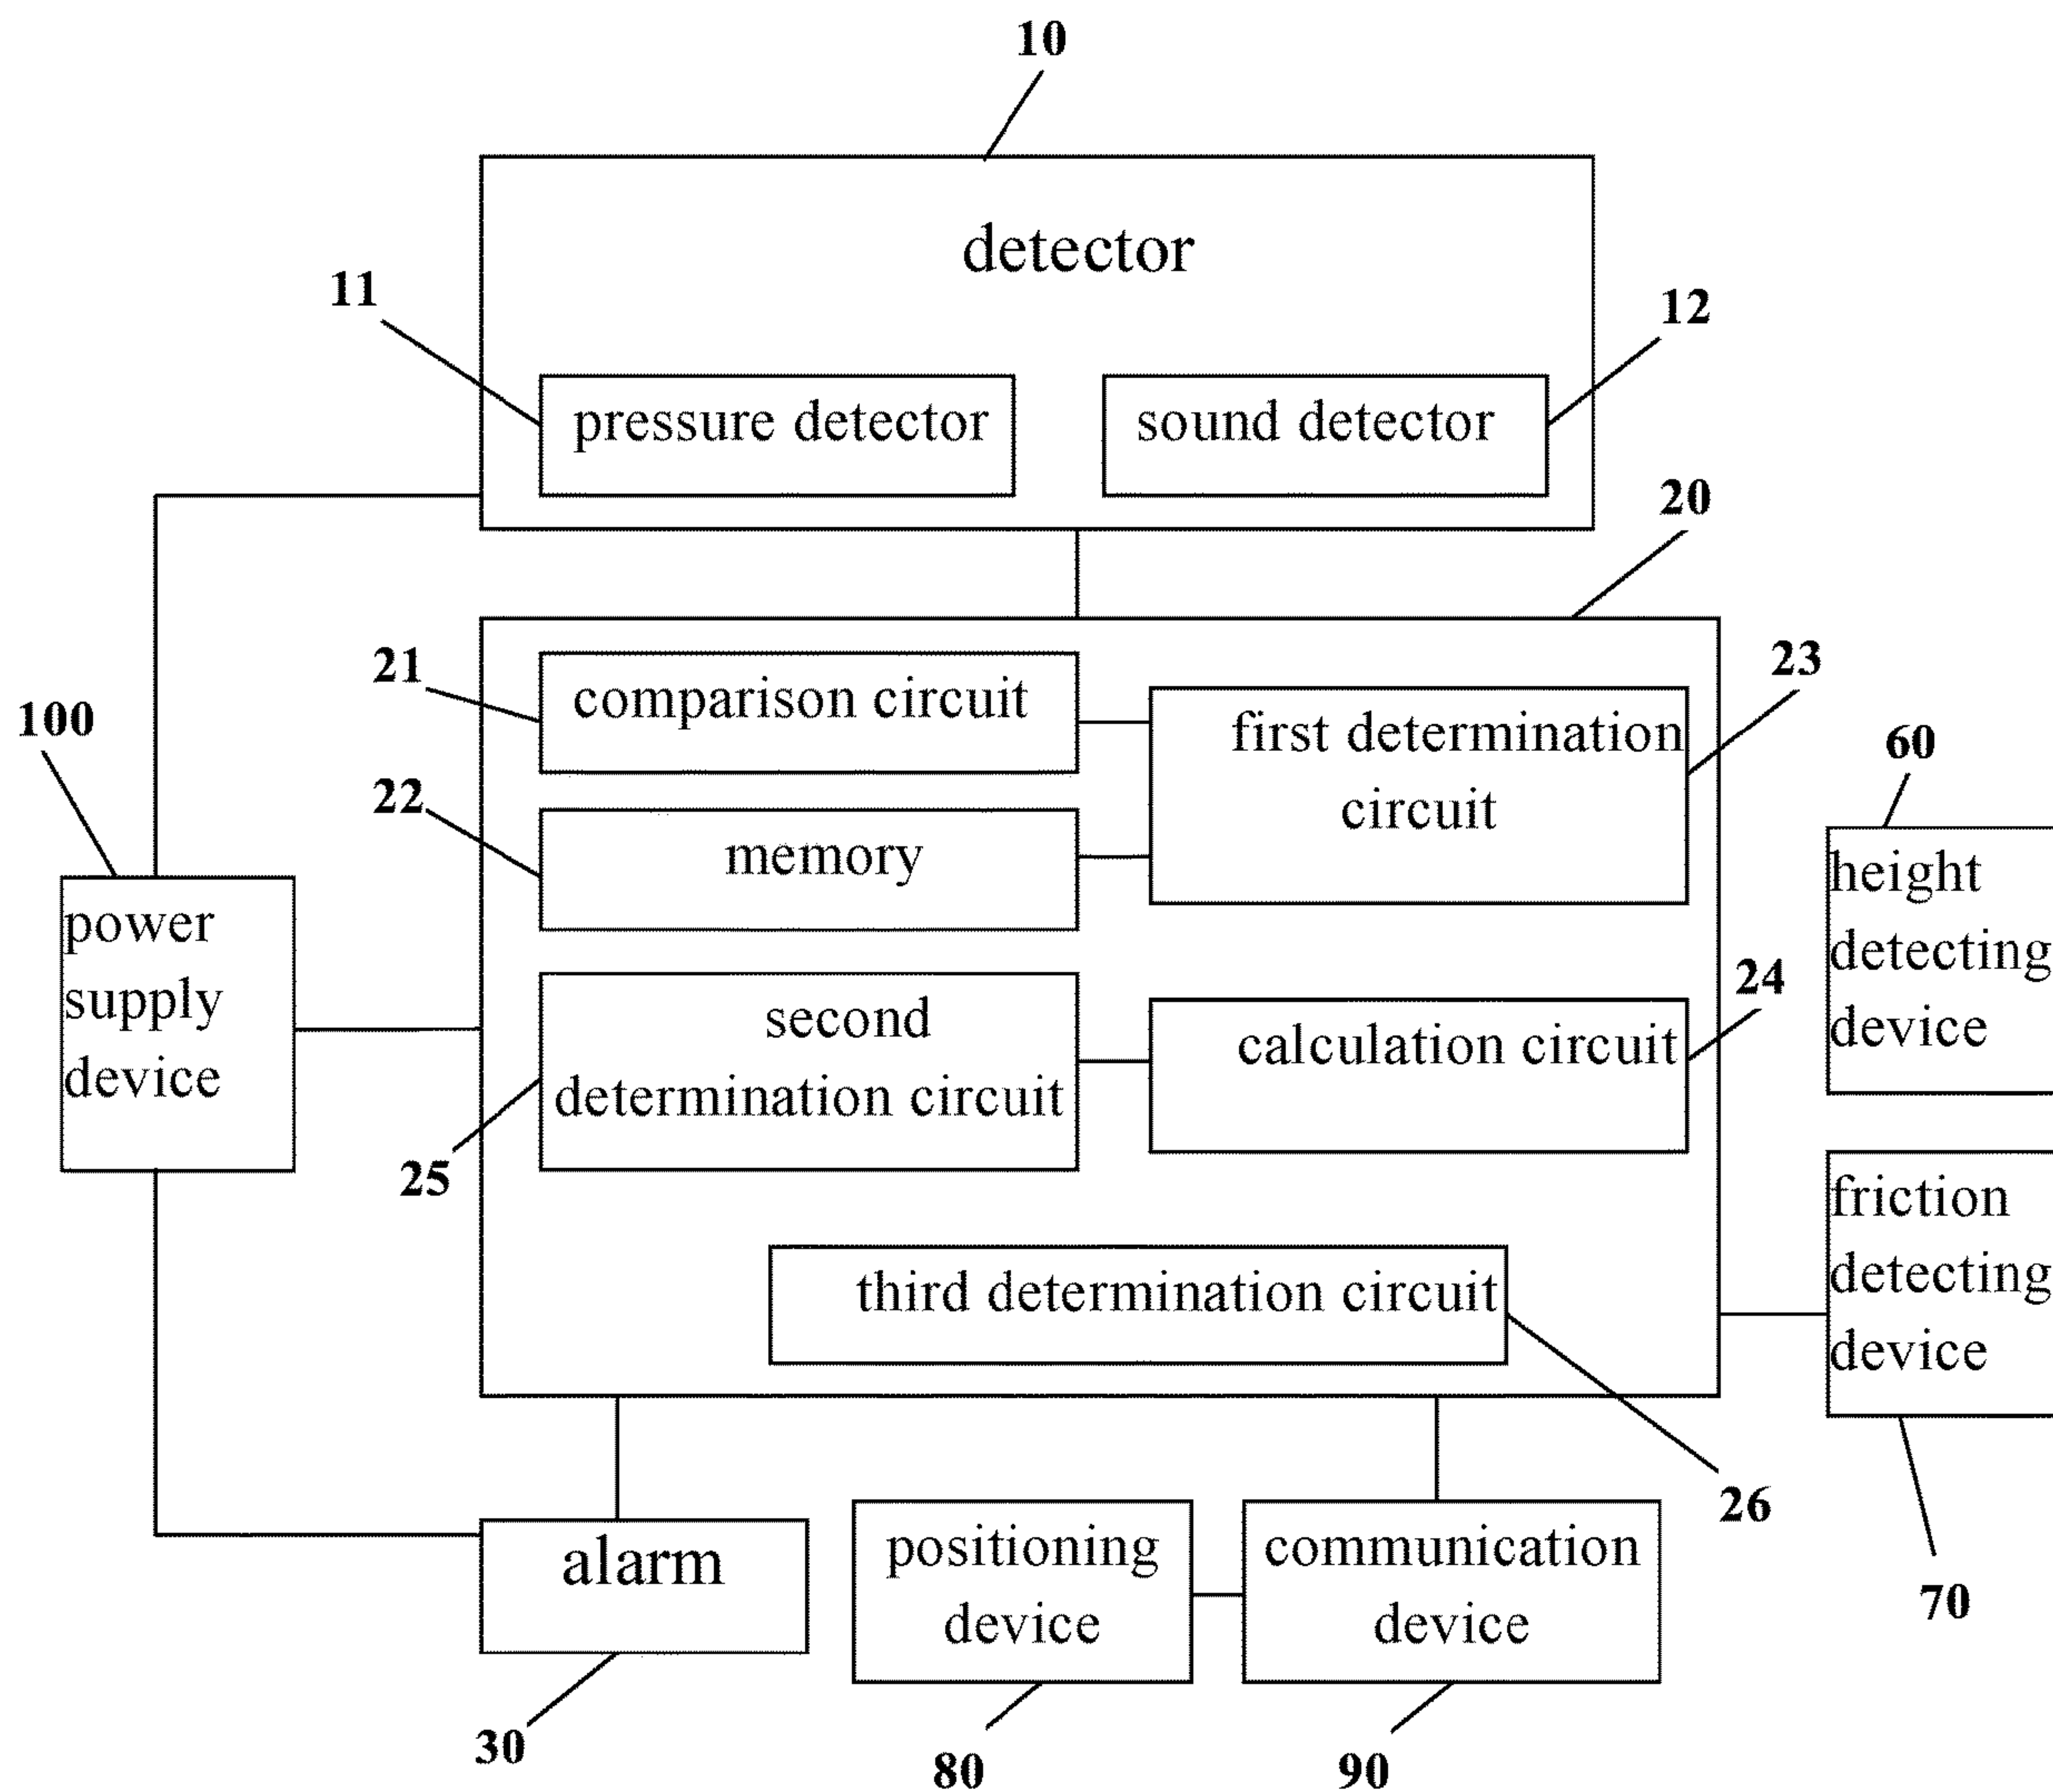 10
detector
11
12
pressure detector
sound detector
20
21
comparison circuit
23
100
first determination
circuit
22
memory
60
height
detecting
device
power
supply
device
24
second
determination circuit
calculation circuit
25
friction
detecting
device
third determination circuit
26
alarm
positioning
device
communication
device
70
30
80
90